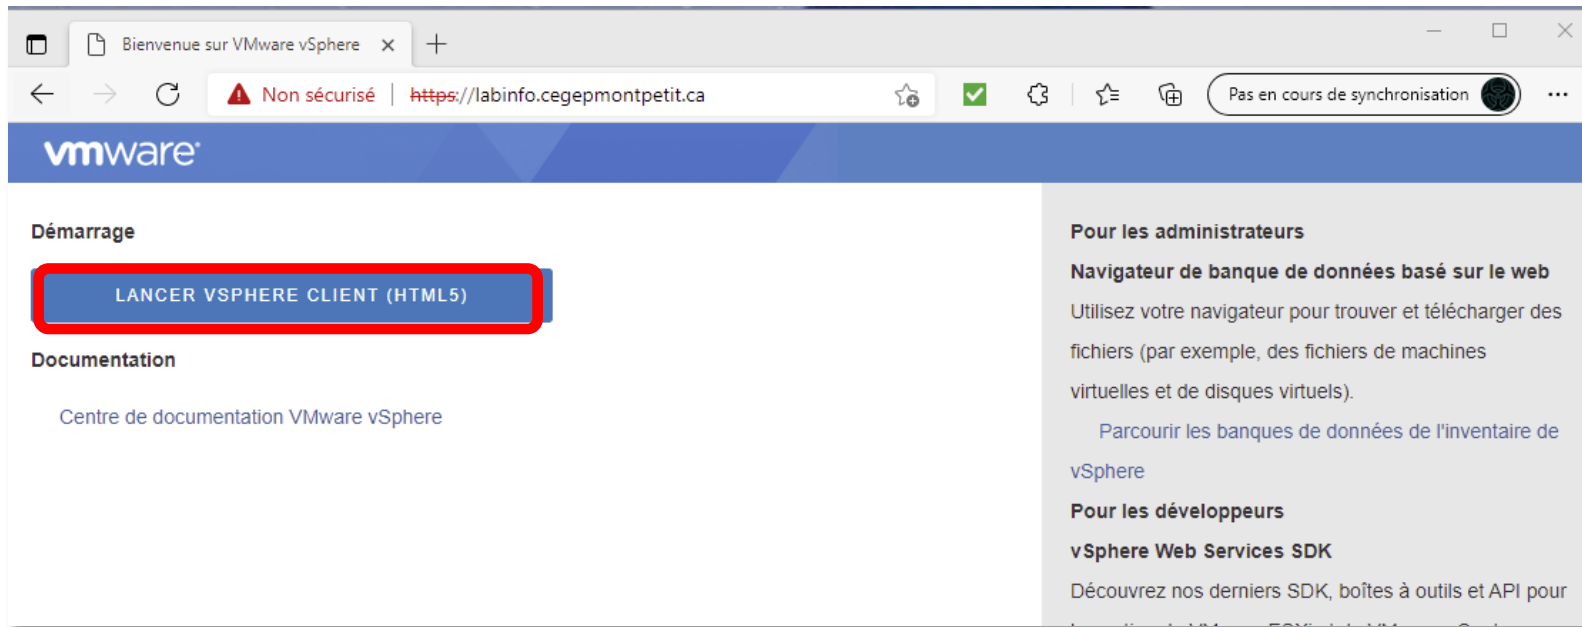 Bienvenue sur VMware vSphere
Non sécurisé | https://labinfo.cegepmontpetit.ca
Pas en cours de synchronisation
vmware
Démarrage
LANCER VSPHERE CLIENT (HTML5)
Documentation
Centre de documentation VMware vSphere
Pour les administrateurs
Navigateur de banque de données basé sur le web
Utilisez votre navigateur pour trouver et télécharger des
fichiers (par exemple, des fichiers de machines
virtuelles et de disques virtuels).
Parcourir les banques de données de l'inventaire de
vSphere
Pour les développeurs
vSphere Web Services SDK
Découvrez nos derniers SDK, boîtes à outils et API pour